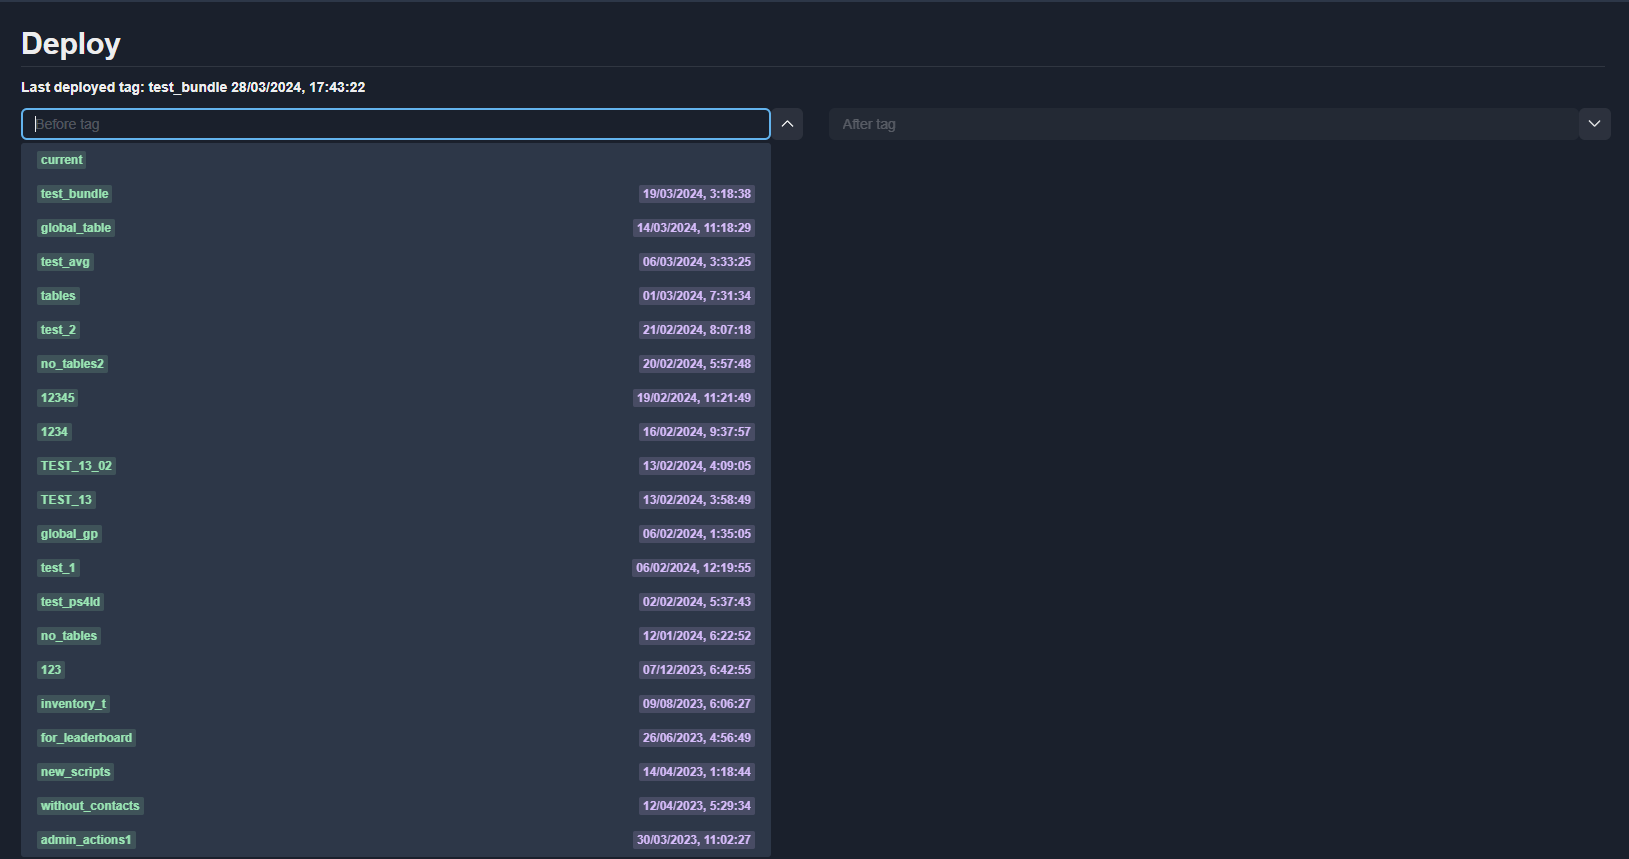 Deploy
Last deployed tag: test_bundle 28/03/2024, 17:43:22
Before tag
After tag
current
test_bundle 19/03/2024, 3:18:38
global_table 14/03/2024, 11:18:29
test_avg 06/03/2024, 3:33:25
tables 01/03/2024, 7:31:34
test_2 21/02/2024, 8:07:18
no_tables2 20/02/2024, 5:57:48
12345 19/02/2024, 11:21:49
1234 16/02/2024, 9:37:57
TEST_13_02 13/02/2024, 4:09:05
TEST_13 13/02/2024, 3:58:49
global_gp 06/02/2024, 1:35:05
test_1 06/02/2024, 12:19:55
test_ps4ld 02/02/2024, 5:37:43
no_tables 12/01/2024, 6:22:52
123 07/12/2023, 6:42:55
inventory_t 09/08/2023, 6:06:27
for_leaderboard 26/06/2023, 4:56:49
new_scripts 14/04/2023, 1:18:44
without_contacts 12/04/2023, 5:29:34
admin_actions1 30/03/2023, 11:02:27